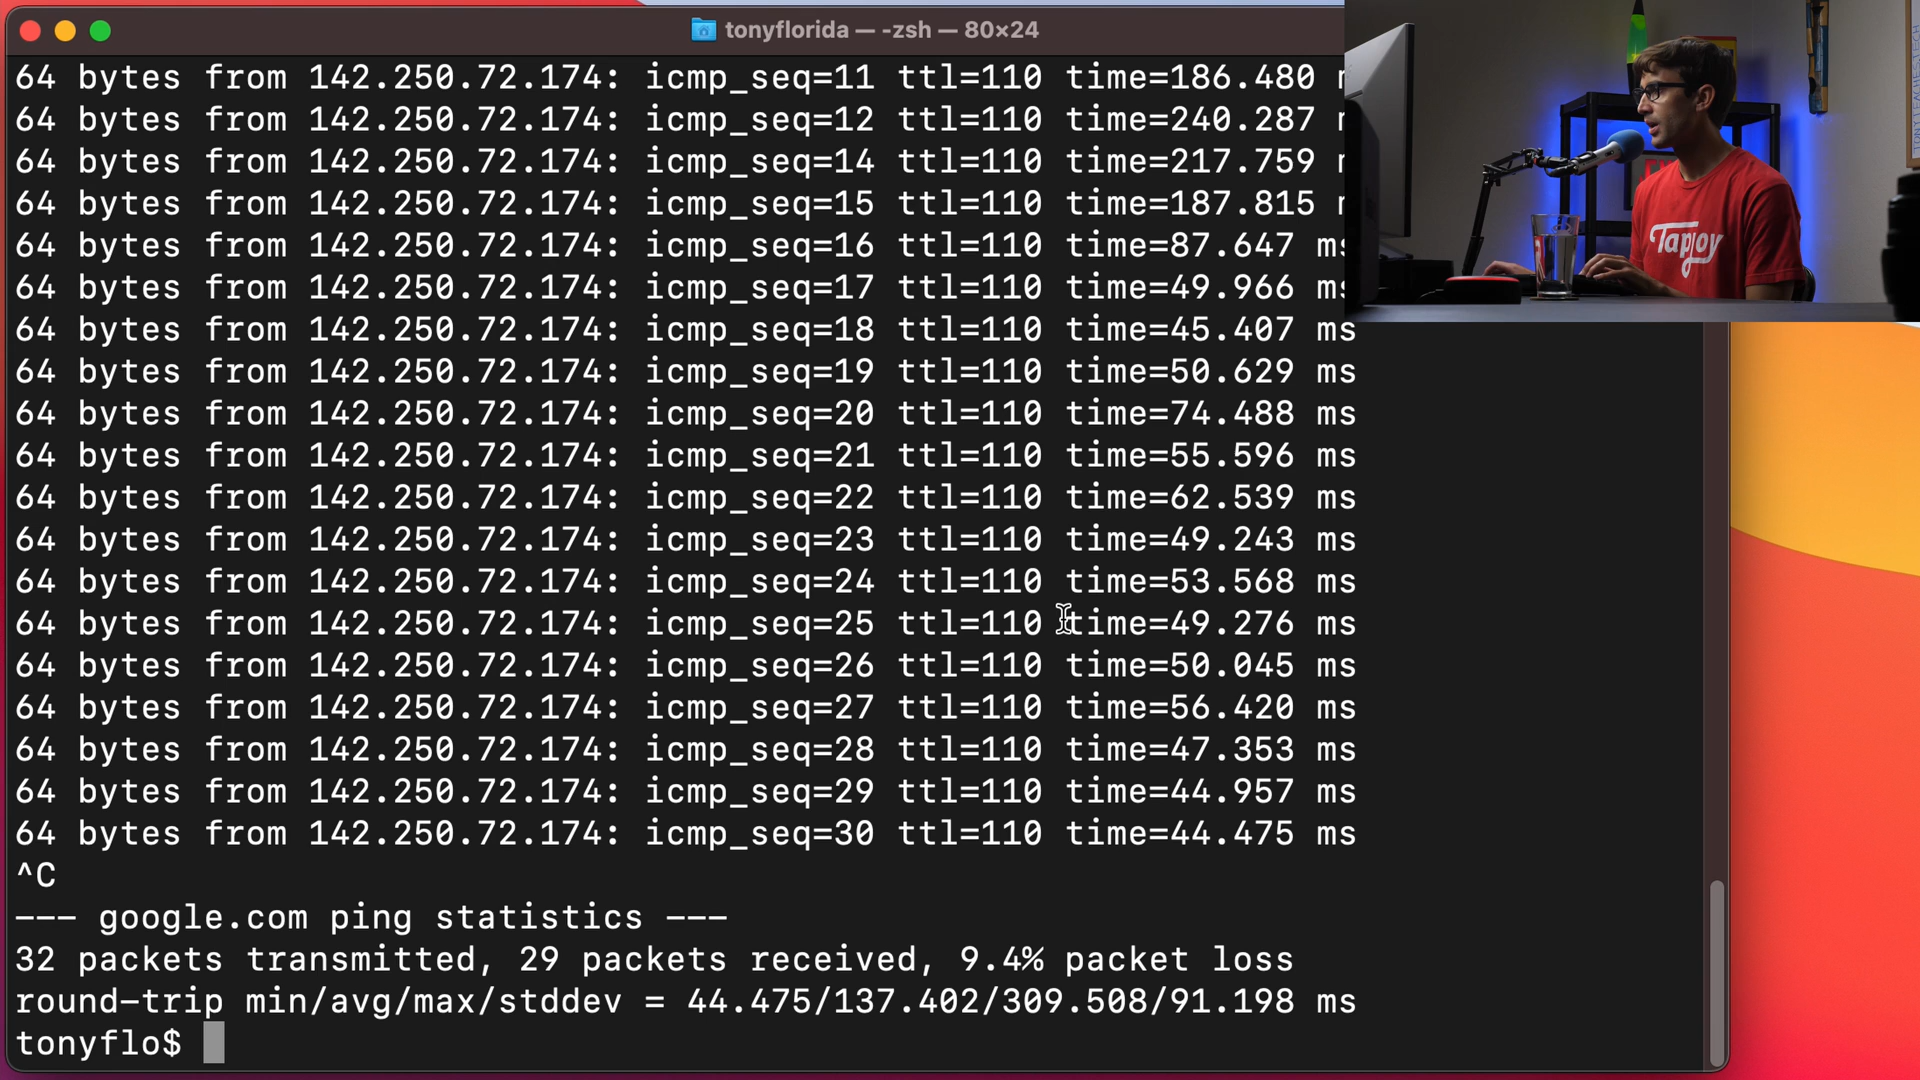 tonyflorida — -zsh — 80×24
64 bytes from 142.250.72.174: icmp_seq=11 ttl=110 time=186.480
64 bytes from 142.250.72.174: icmp_seq=12 ttl=110 time=240.287
64 bytes from 142.250.72.174: icmp_seq=14 ttl=110 time=217.759
64 bytes from 142.250.72.174: icmp_seq=15 ttl=110 time=187.815
64 bytes from 142.250.72.174: icmp_seq=16 ttl=110 time=87.647 ms
64 bytes from 142.250.72.174: icmp_seq=17 ttl=110 time=49.966 ms
64 bytes from 142.250.72.174: icmp_seq=18 ttl=110 time=45.407 ms
64 bytes from 142.250.72.174: icmp_seq=19 ttl=110 time=50.629 ms
64 bytes from 142.250.72.174: icmp_seq=20 ttl=110 time=74.488 ms
64 bytes from 142.250.72.174: icmp_seq=21 ttl=110 time=55.596 ms
64 bytes from 142.250.72.174: icmp_seq=22 ttl=110 time=62.539 ms
64 bytes from 142.250.72.174: icmp_seq=23 ttl=110 time=49.243 ms
64 bytes from 142.250.72.174: icmp_seq=24 ttl=110 time=53.568 ms
64 bytes from 142.250.72.174: icmp_seq=25 ttl=110 time=49.276 ms
64 bytes from 142.250.72.174: icmp_seq=26 ttl=110 time=50.045 ms
64 bytes from 142.250.72.174: icmp_seq=27 ttl=110 time=56.420 ms
64 bytes from 142.250.72.174: icmp_seq=28 ttl=110 time=47.353 ms
64 bytes from 142.250.72.174: icmp_seq=29 ttl=110 time=44.957 ms
64 bytes from 142.250.72.174: icmp_seq=30 ttl=110 time=44.475 ms
^C
--- google.com ping statistics ---
32 packets transmitted, 29 packets received, 9.4% packet loss
round-trip min/avg/max/stddev = 44.475/137.402/309.508/91.198 ms
tonyflo$
Tapjoy